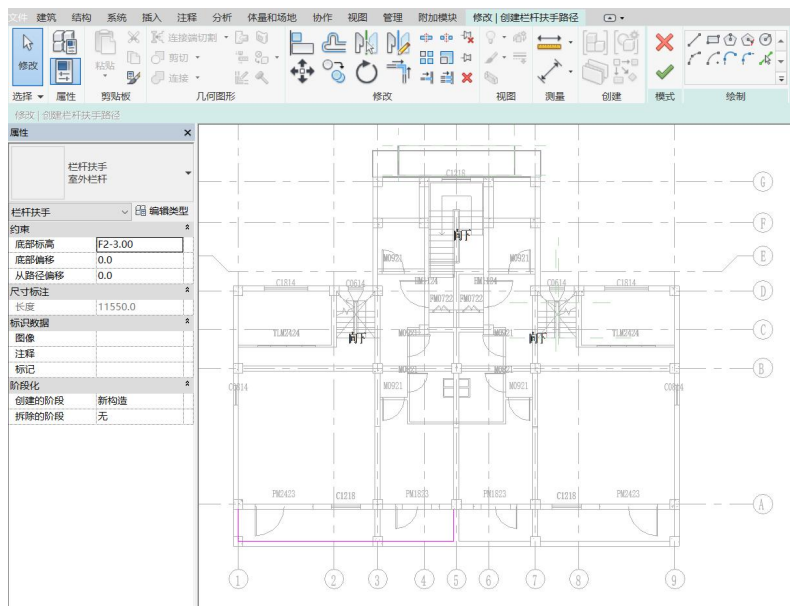 文件 建筑 结构 系统 插入 注释 分析 体量和场地 协作 视图 管理 附加模块 修改 | 创建栏杆扶手路径
修改
粘贴
连接端切割
剪切
连接
选择 属性 剪贴板 几何图形 修改 视图 测量 创建 模式 绘制
修改 | 创建栏杆扶手路径
属性
栏杆扶手
室外栏杆
栏杆扶手 编辑类型
约束
底部标高 F2-3.00
底部偏移 0.0
从路径偏移 0.0
尺寸标注
长度 11550.0
标识数据
图像
注释
标记
阶段化
创建的阶段 新构造
拆除的阶段 无
C1218
G
F
向下
E
M0921 M0921
C1814 C0614 C0614 C1814
D
FM0722 FM0722
C
TLM2424 向下 向下 TLM2424
B
M0921 M0921
C0614
PM2423 C1218 PM1823 PM1823 C1218 PM2423
A
1 2 3 4 5 6 7 8 9